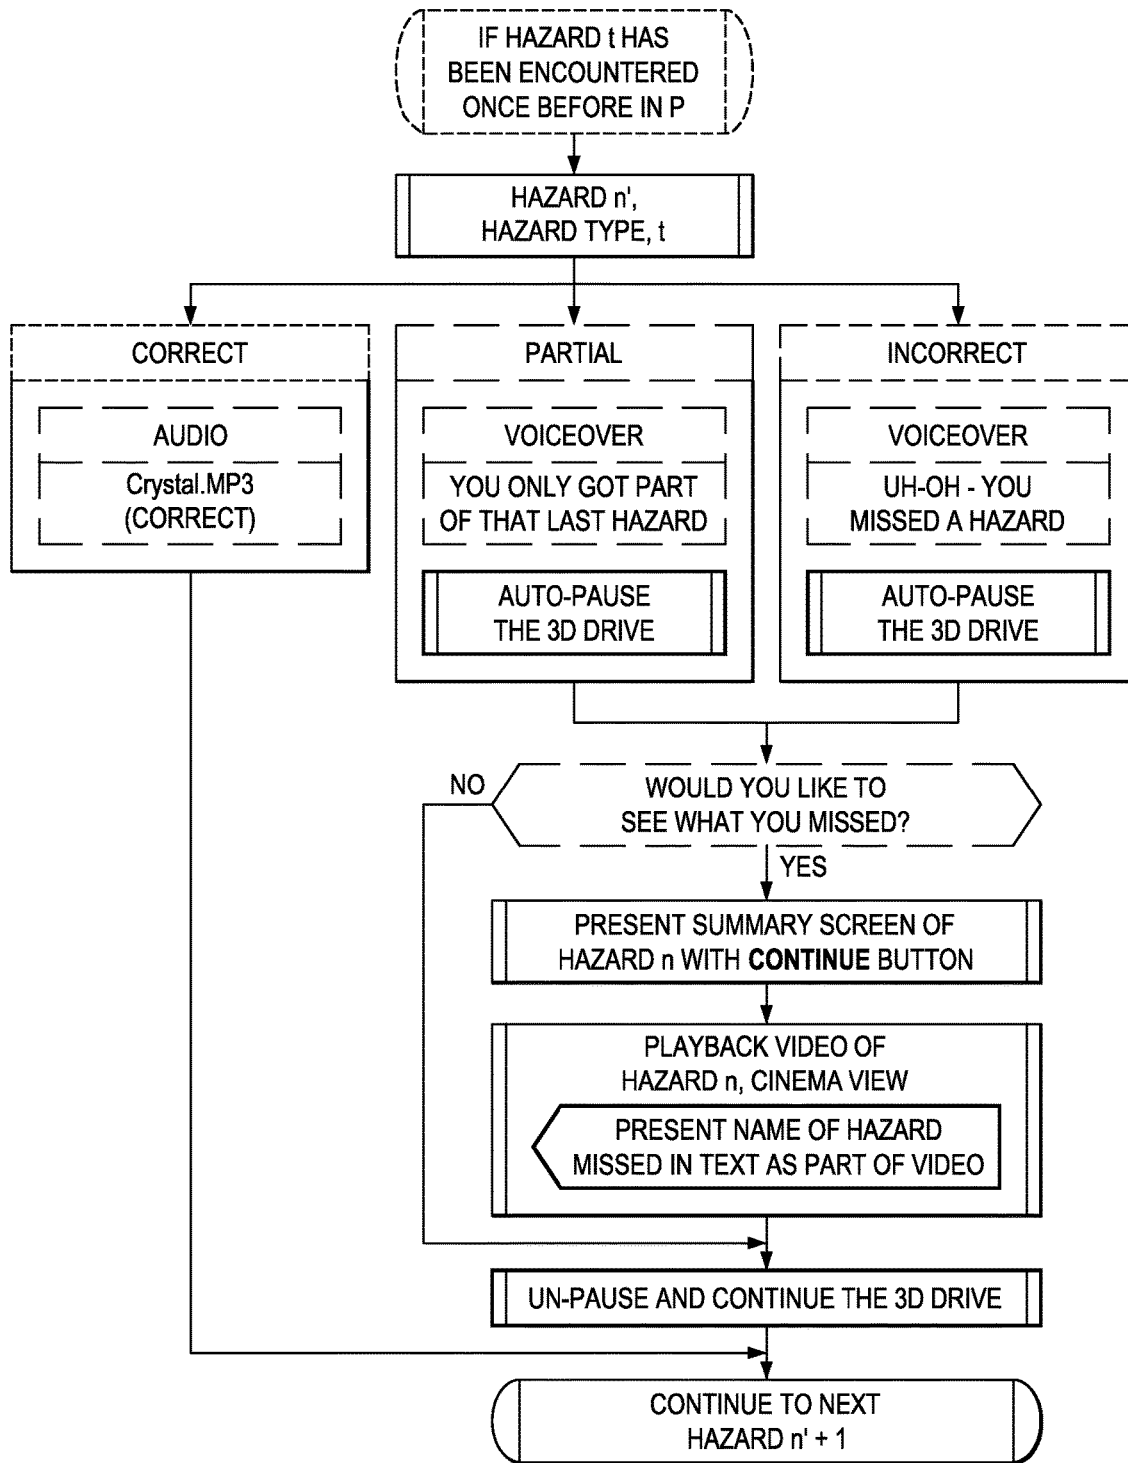 IF HAZARD t HAS
BEEN ENCOUNTERED
ONCE BEFORE IN P
HAZARD n',
HAZARD TYPE, t
CORRECT
AUDIO
Crystal.MP3
(CORRECT)
PARTIAL
VOICEOVER
YOU ONLY GOT PART
OF THAT LAST HAZARD
AUTO-PAUSE
THE 3D DRIVE
INCORRECT
VOICEOVER
UH-OH - YOU
MISSED A HAZARD
AUTO-PAUSE
THE 3D DRIVE
NO
WOULD YOU LIKE TO
SEE WHAT YOU MISSED?
YES
PRESENT SUMMARY SCREEN OF
HAZARD n WITH CONTINUE BUTTON
PLAYBACK VIDEO OF
HAZARD n, CINEMA VIEW
PRESENT NAME OF HAZARD
MISSED IN TEXT AS PART OF VIDEO
UN-PAUSE AND CONTINUE THE 3D DRIVE
CONTINUE TO NEXT
HAZARD n' + 1